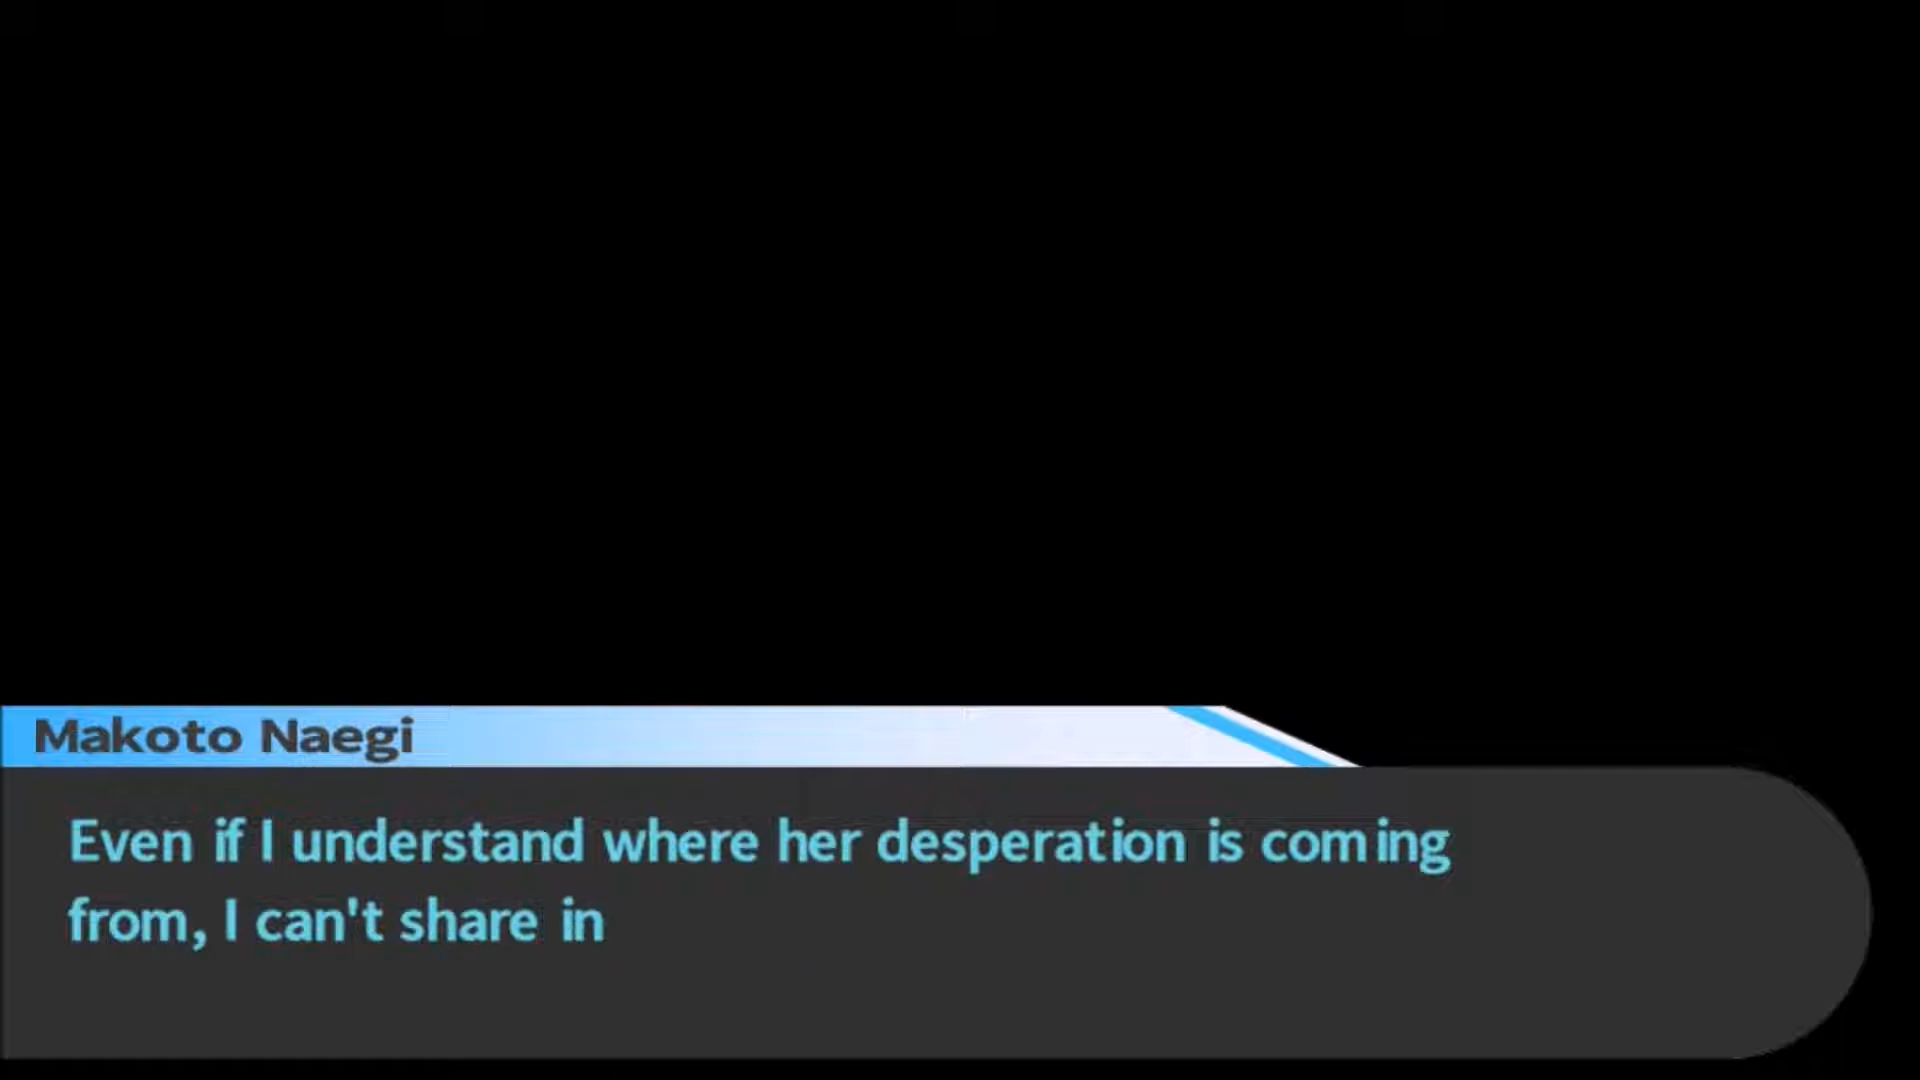 Makoto Naegi
Even if I understand where her desperation is coming
from, I can't share in